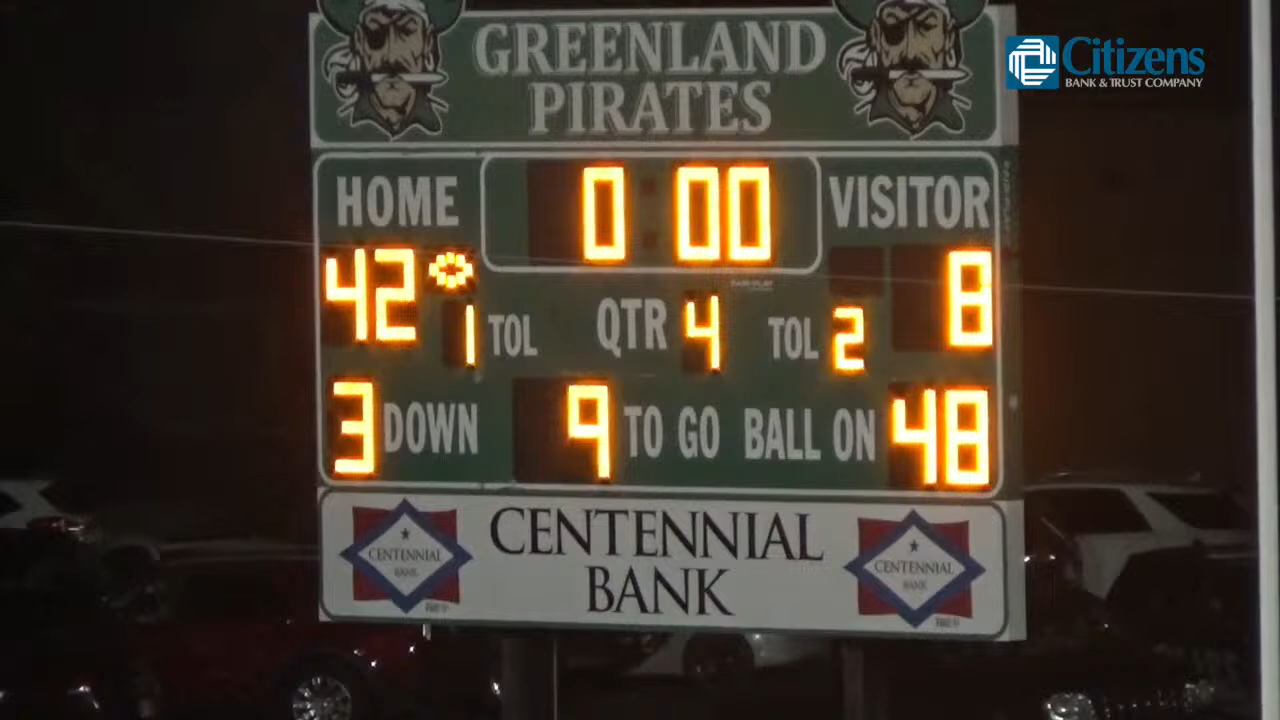 GREENLAND
PIRATES
Citizens
BANK & TRUST COMPANY
HOME 0:00 VISITOR
42 8
1 TOL QTR 4 TOL 2
3 DOWN 9 TO GO BALL ON 48
CENTENNIAL
BANK
CENTENNIAL
BANK
CENTENNIAL
BANK